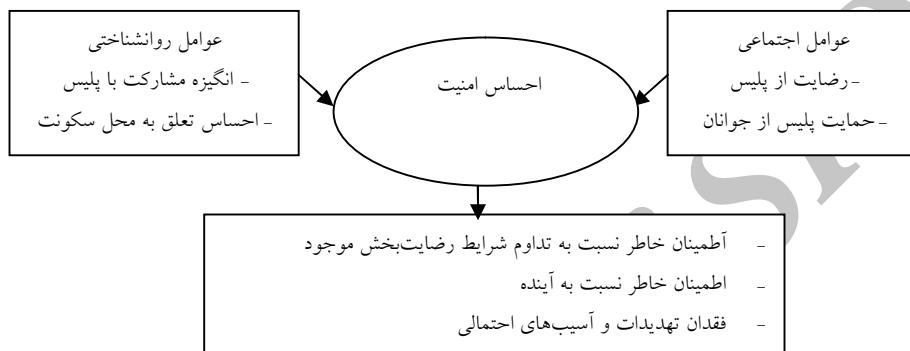 عوامل اجتماعی
- رضایت از پلیس
- حمایت پلیس از جوانان
احساس امنیت
عوامل روانشناختی
- انگیزه مشارکت با پلیس
- احساس تعلق به محل سکونت
- آطمینان خاطر نسبت به تداوم شرایط رضایت‌بخش موجود
- اطمینان خاطر نسبت به آینده
- فقدان تهدیدات و آسیب‌های احتمالی